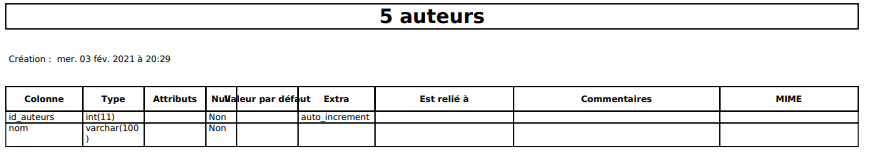 5 auteurs
Création : mer. 03 fév. 2021 à 20:29
Colonne Type Attributs Null Valeur par défaut Extra Est relié à Commentaires MIME
id_auteurs int(11) Non auto_increment
nom varchar(100 Non
)